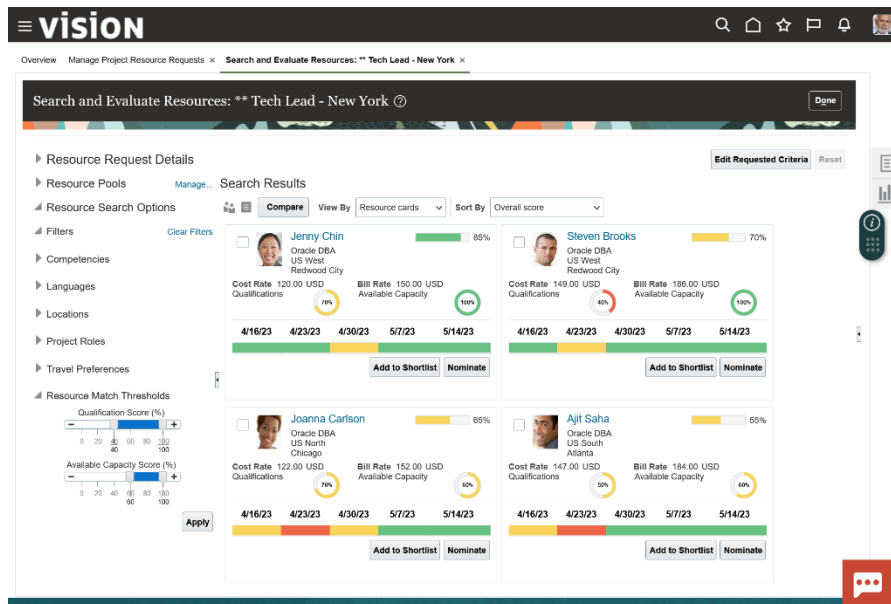 vision
Overview Manage Project Resource Requests × Search and Evaluate Resources: ** Tech Lead - New York ×
Search and Evaluate Resources: ** Tech Lead - New York ?
Done
Resource Request Details
Edit Requested Criteria Reset
Resource Pools Manage...
Search Results
Resource Search Options
Compare View By Resource cards Sort By Overall score
Filters Clear Filters
Competencies
Languages
Locations
Project Roles
Travel Preferences
Resource Match Thresholds
Qualification Score (%)
− +
0 20 40 60 80 100
40 100
Available Capacity Score (%)
− +
0 20 40 60 80 100
60 100
Apply
Jenny Chin 85%
Oracle DBA
US West
Redwood City
Cost Rate 120.00 USD Bill Rate 150.00 USD
Qualifications 70% Available Capacity 100%
4/16/23 4/23/23 4/30/23 5/7/23 5/14/23
Add to Shortlist Nominate
Steven Brooks 70%
Oracle DBA
US West
Redwood City
Cost Rate 149.00 USD Bill Rate 186.00 USD
Qualifications 40% Available Capacity 100%
4/16/23 4/23/23 4/30/23 5/7/23 5/14/23
Add to Shortlist Nominate
Joanna Carlson 65%
Oracle DBA
US North
Chicago
Cost Rate 122.00 USD Bill Rate 152.00 USD
Qualifications 70% Available Capacity 60%
4/16/23 4/23/23 4/30/23 5/7/23 5/14/23
Add to Shortlist Nominate
Ajit Saha 55%
Oracle DBA
US South
Atlanta
Cost Rate 147.00 USD Bill Rate 184.00 USD
Qualifications 50% Available Capacity 60%
4/16/23 4/23/23 4/30/23 5/7/23 5/14/23
Add to Shortlist Nominate